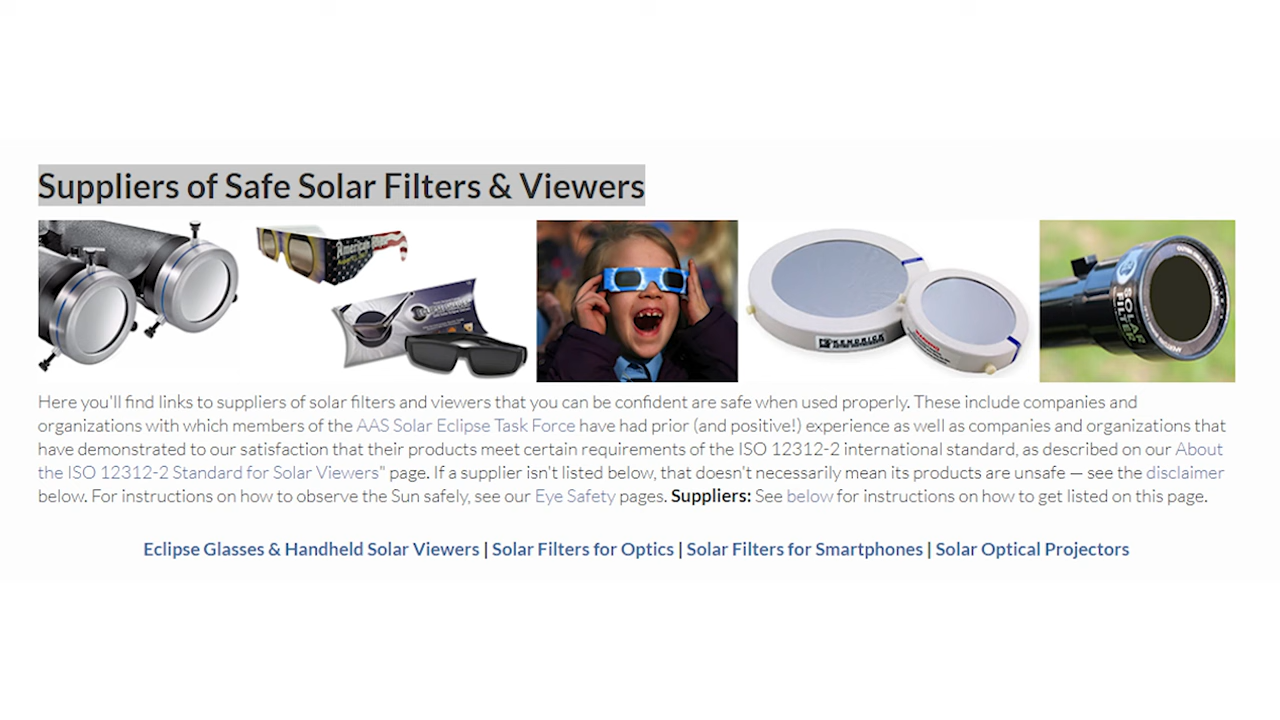 Suppliers of Safe Solar Filters & Viewers
American
KENDRICK
SOLAR
FILTER
Here you'll find links to suppliers of solar filters and viewers that you can be confident are safe when used properly. These include companies and
organizations with which members of the AAS Solar Eclipse Task Force have had prior (and positive!) experience as well as companies and organizations that
have demonstrated to our satisfaction that their products meet certain requirements of the ISO 12312-2 international standard, as described on our About
the ISO 12312-2 Standard for Solar Viewers" page. If a supplier isn't listed below, that doesn't necessarily mean its products are unsafe — see the disclaimer
below. For instructions on how to observe the Sun safely, see our Eye Safety pages. Suppliers: See below for instructions on how to get listed on this page.
Eclipse Glasses & Handheld Solar Viewers | Solar Filters for Optics | Solar Filters for Smartphones | Solar Optical Projectors